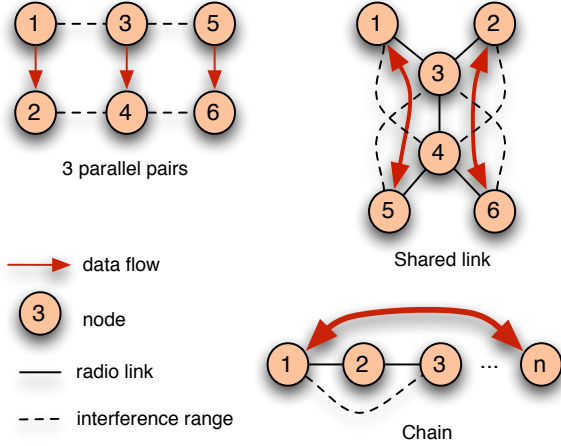 1 3 5
2 4 6
3 parallel pairs
1 2
3
4
5 6
Shared link
data flow
3 node
radio link
interference range
1 2 3 ... n
Chain